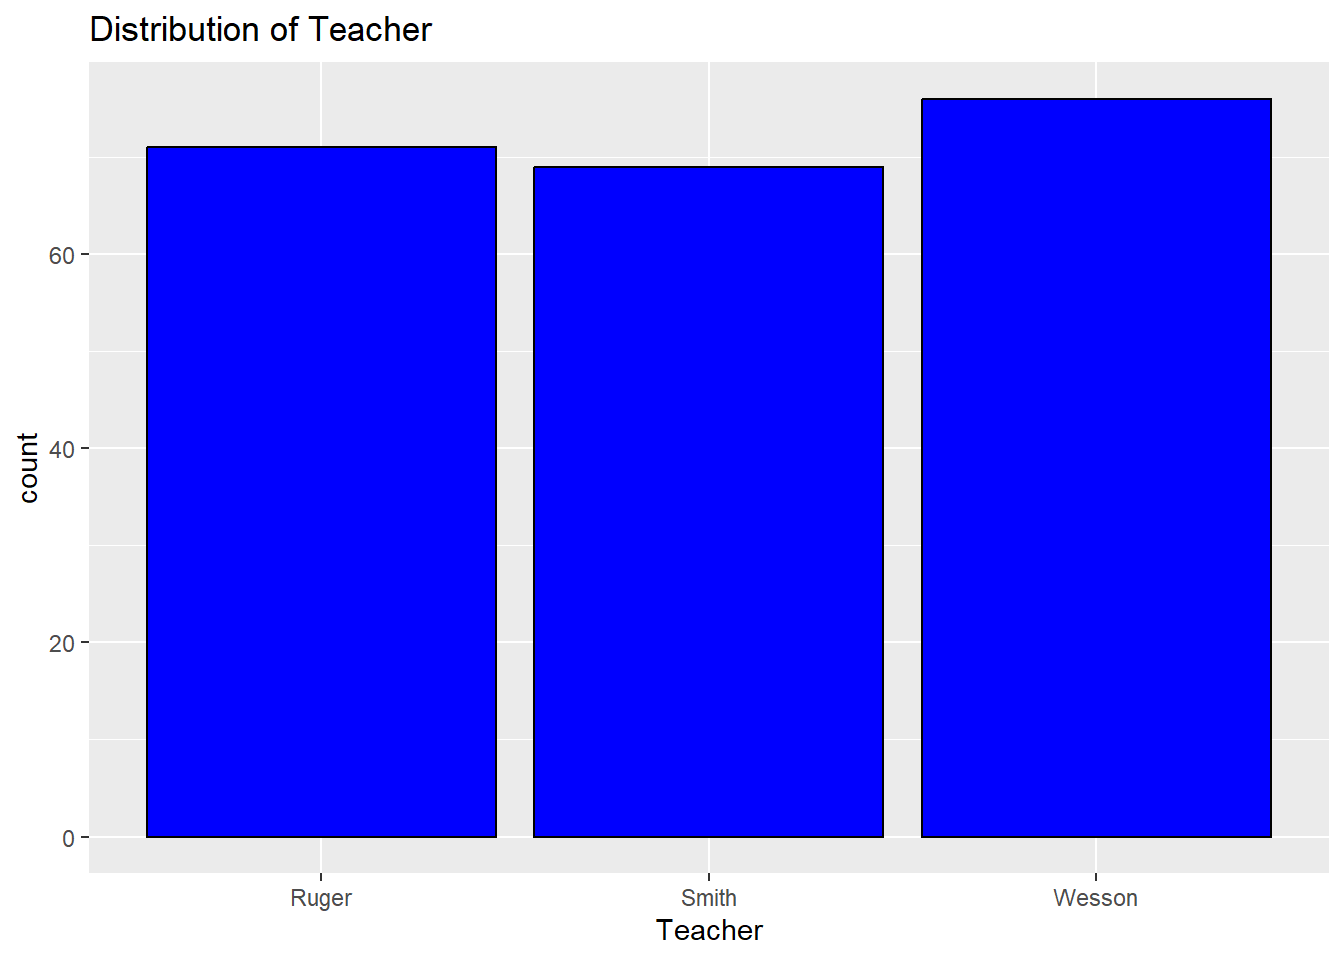 Distribution of Teacher
count
60
40
20
0
Ruger Smith Wesson
Teacher